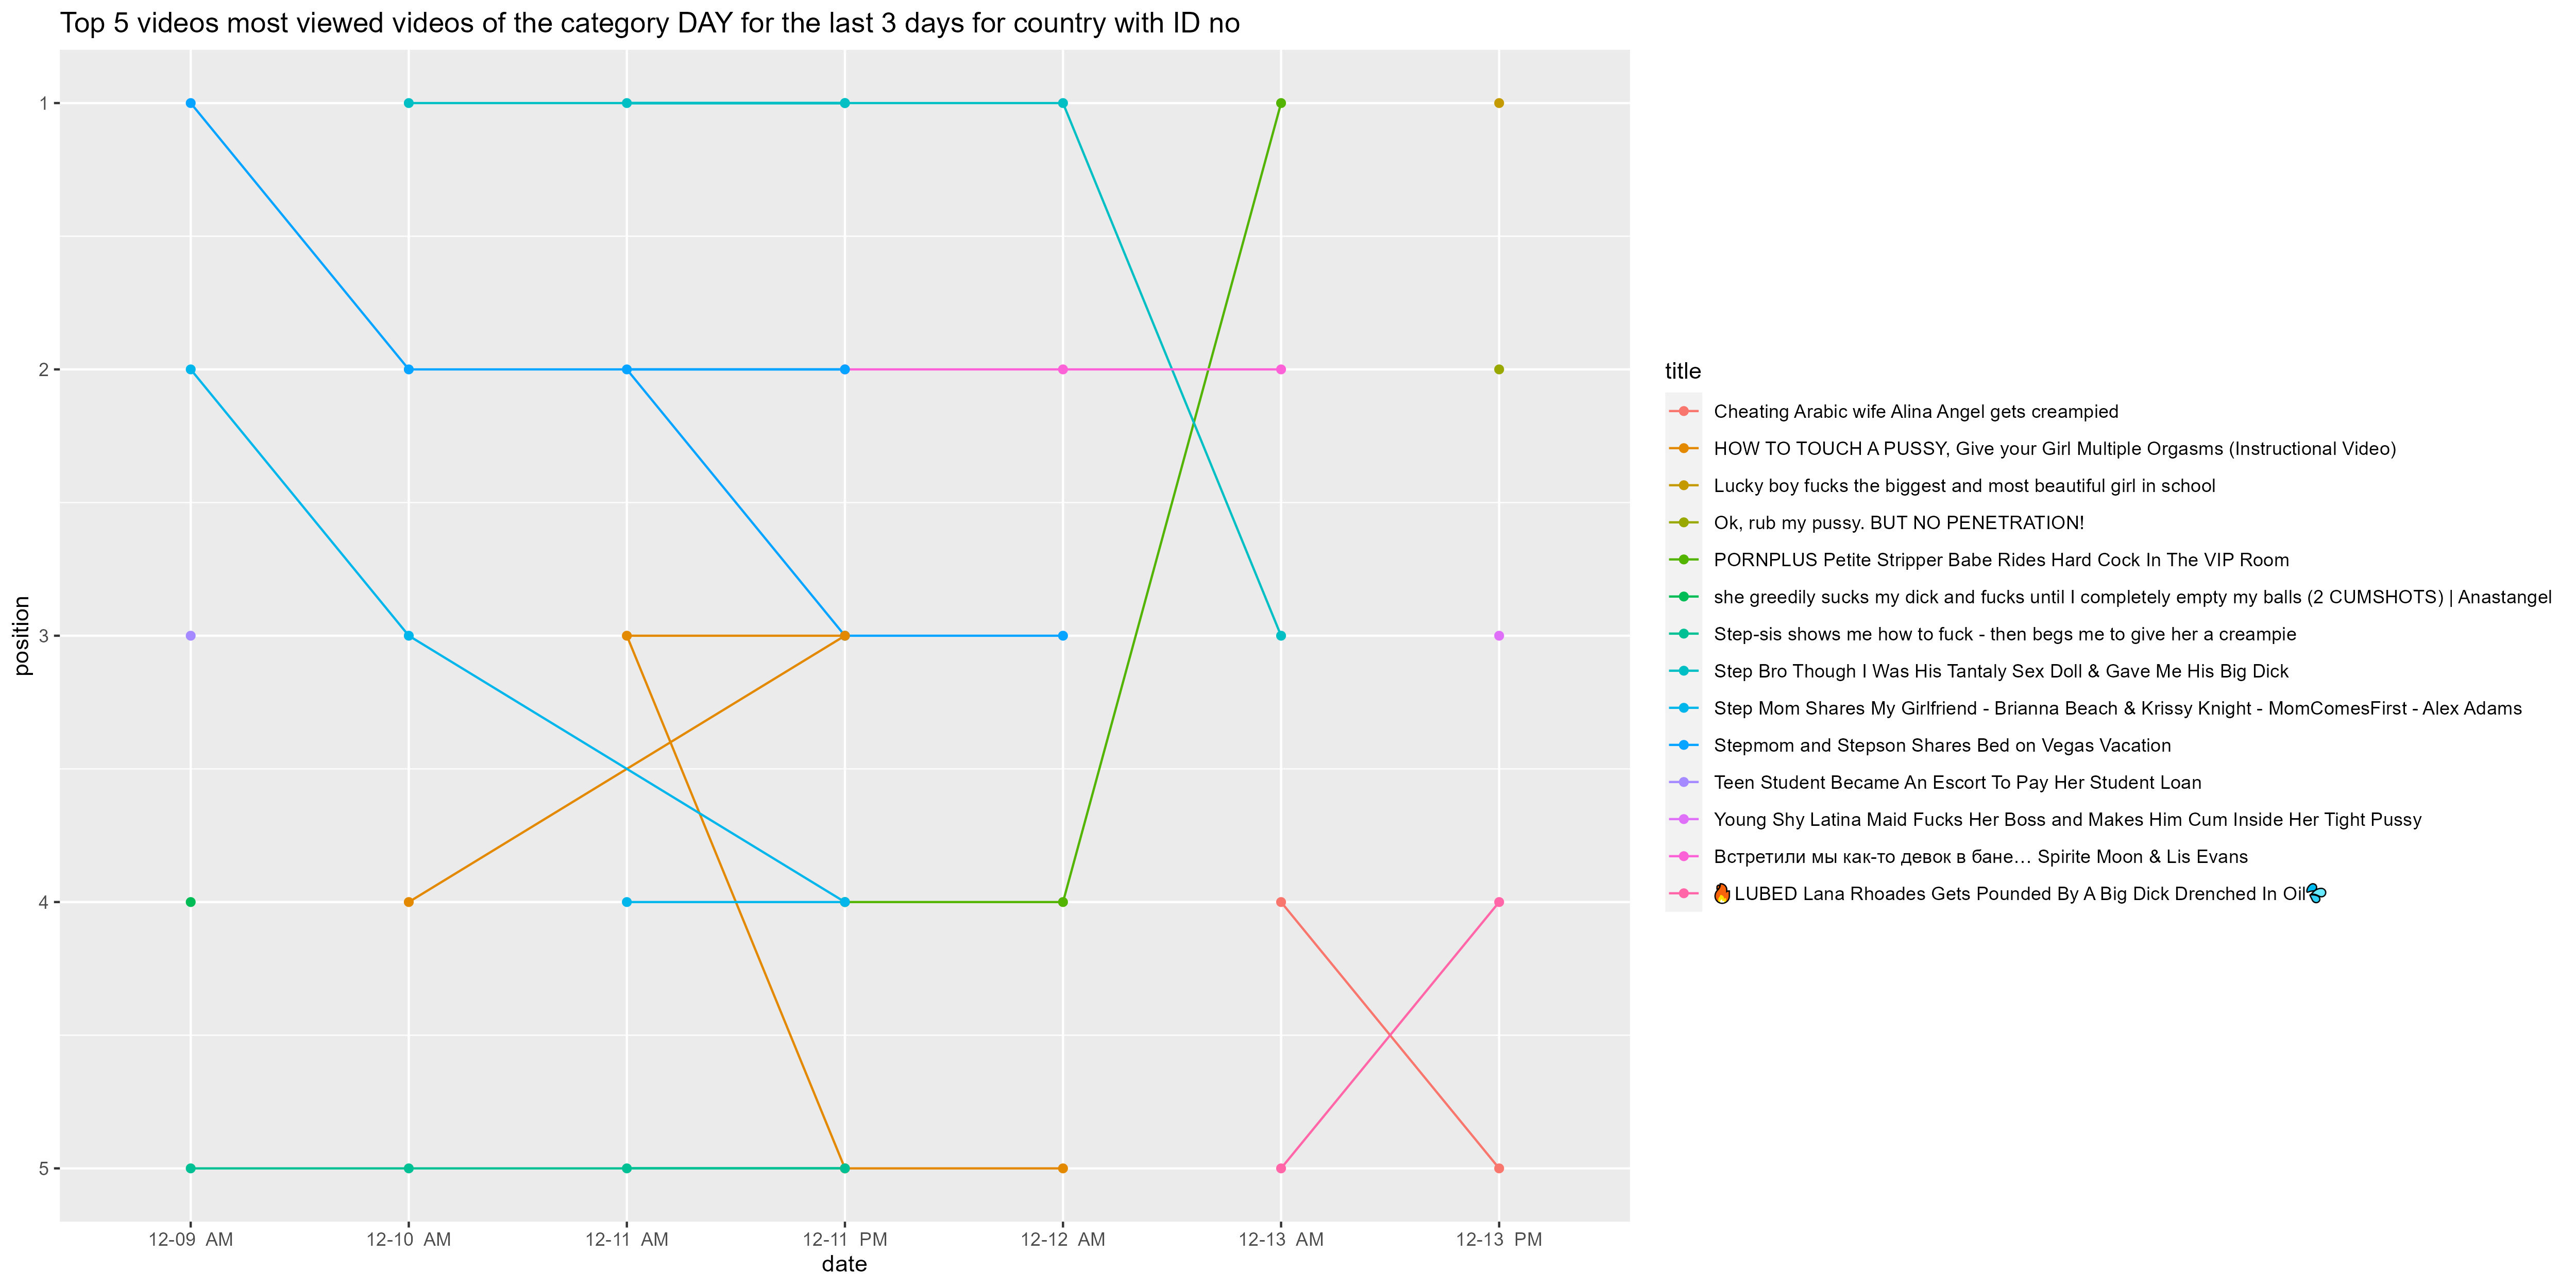 Top 5 videos most viewed videos of the category DAY for the last 3 days for country with ID no
1
2
3
4
5
position
12-09 AM
12-10 AM
12-11 AM
12-11 PM
12-12 AM
12-13 AM
12-13 PM
date
title
Cheating Arabic wife Alina Angel gets creampied
HOW TO TOUCH A PUSSY, Give your Girl Multiple Orgasms (Instructional Video)
Lucky boy fucks the biggest and most beautiful girl in school
Ok, rub my pussy. BUT NO PENETRATION!
PORNPLUS Petite Stripper Babe Rides Hard Cock In The VIP Room
she greedily sucks my dick and fucks until I completely empty my balls (2 CUMSHOTS) | Anastangel
Step-sis shows me how to fuck - then begs me to give her a creampie
Step Bro Though I Was His Tantaly Sex Doll & Gave Me His Big Dick
Step Mom Shares My Girlfriend - Brianna Beach & Krissy Knight - MomComesFirst - Alex Adams
Stepmom and Stepson Shares Bed on Vegas Vacation
Teen Student Became An Escort To Pay Her Student Loan
Young Shy Latina Maid Fucks Her Boss and Makes Him Cum Inside Her Tight Pussy
Встретили мы как-то девок в бане… Spirite Moon & Lis Evans
🔥LUBED Lana Rhoades Gets Pounded By A Big Dick Drenched In Oil💦